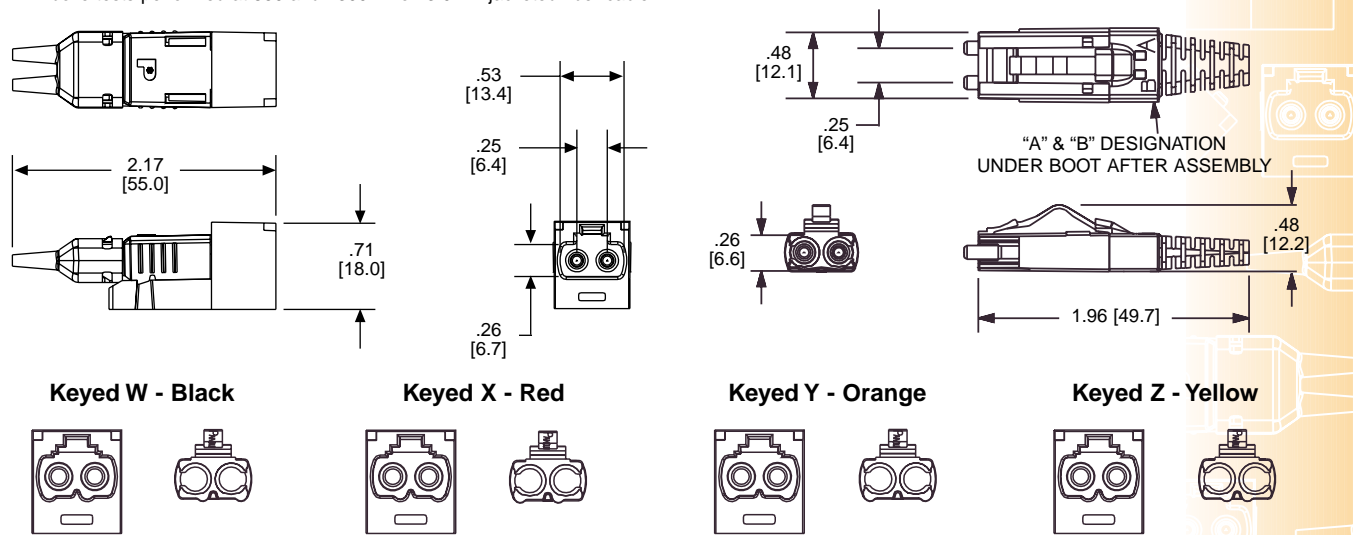 .48
[12.1]
.53
[13.4]
.25
[6.4]
.25
[6.4]
A
B
"A" & "B" DESIGNATION
UNDER BOOT AFTER ASSEMBLY
2.17
[55.0]
.71
[18.0]
.26
[6.7]
.26
[6.6]
.48
[12.2]
1.96 [49.7]
Keyed W - Black
Keyed X - Red
Keyed Y - Orange
Keyed Z - Yellow